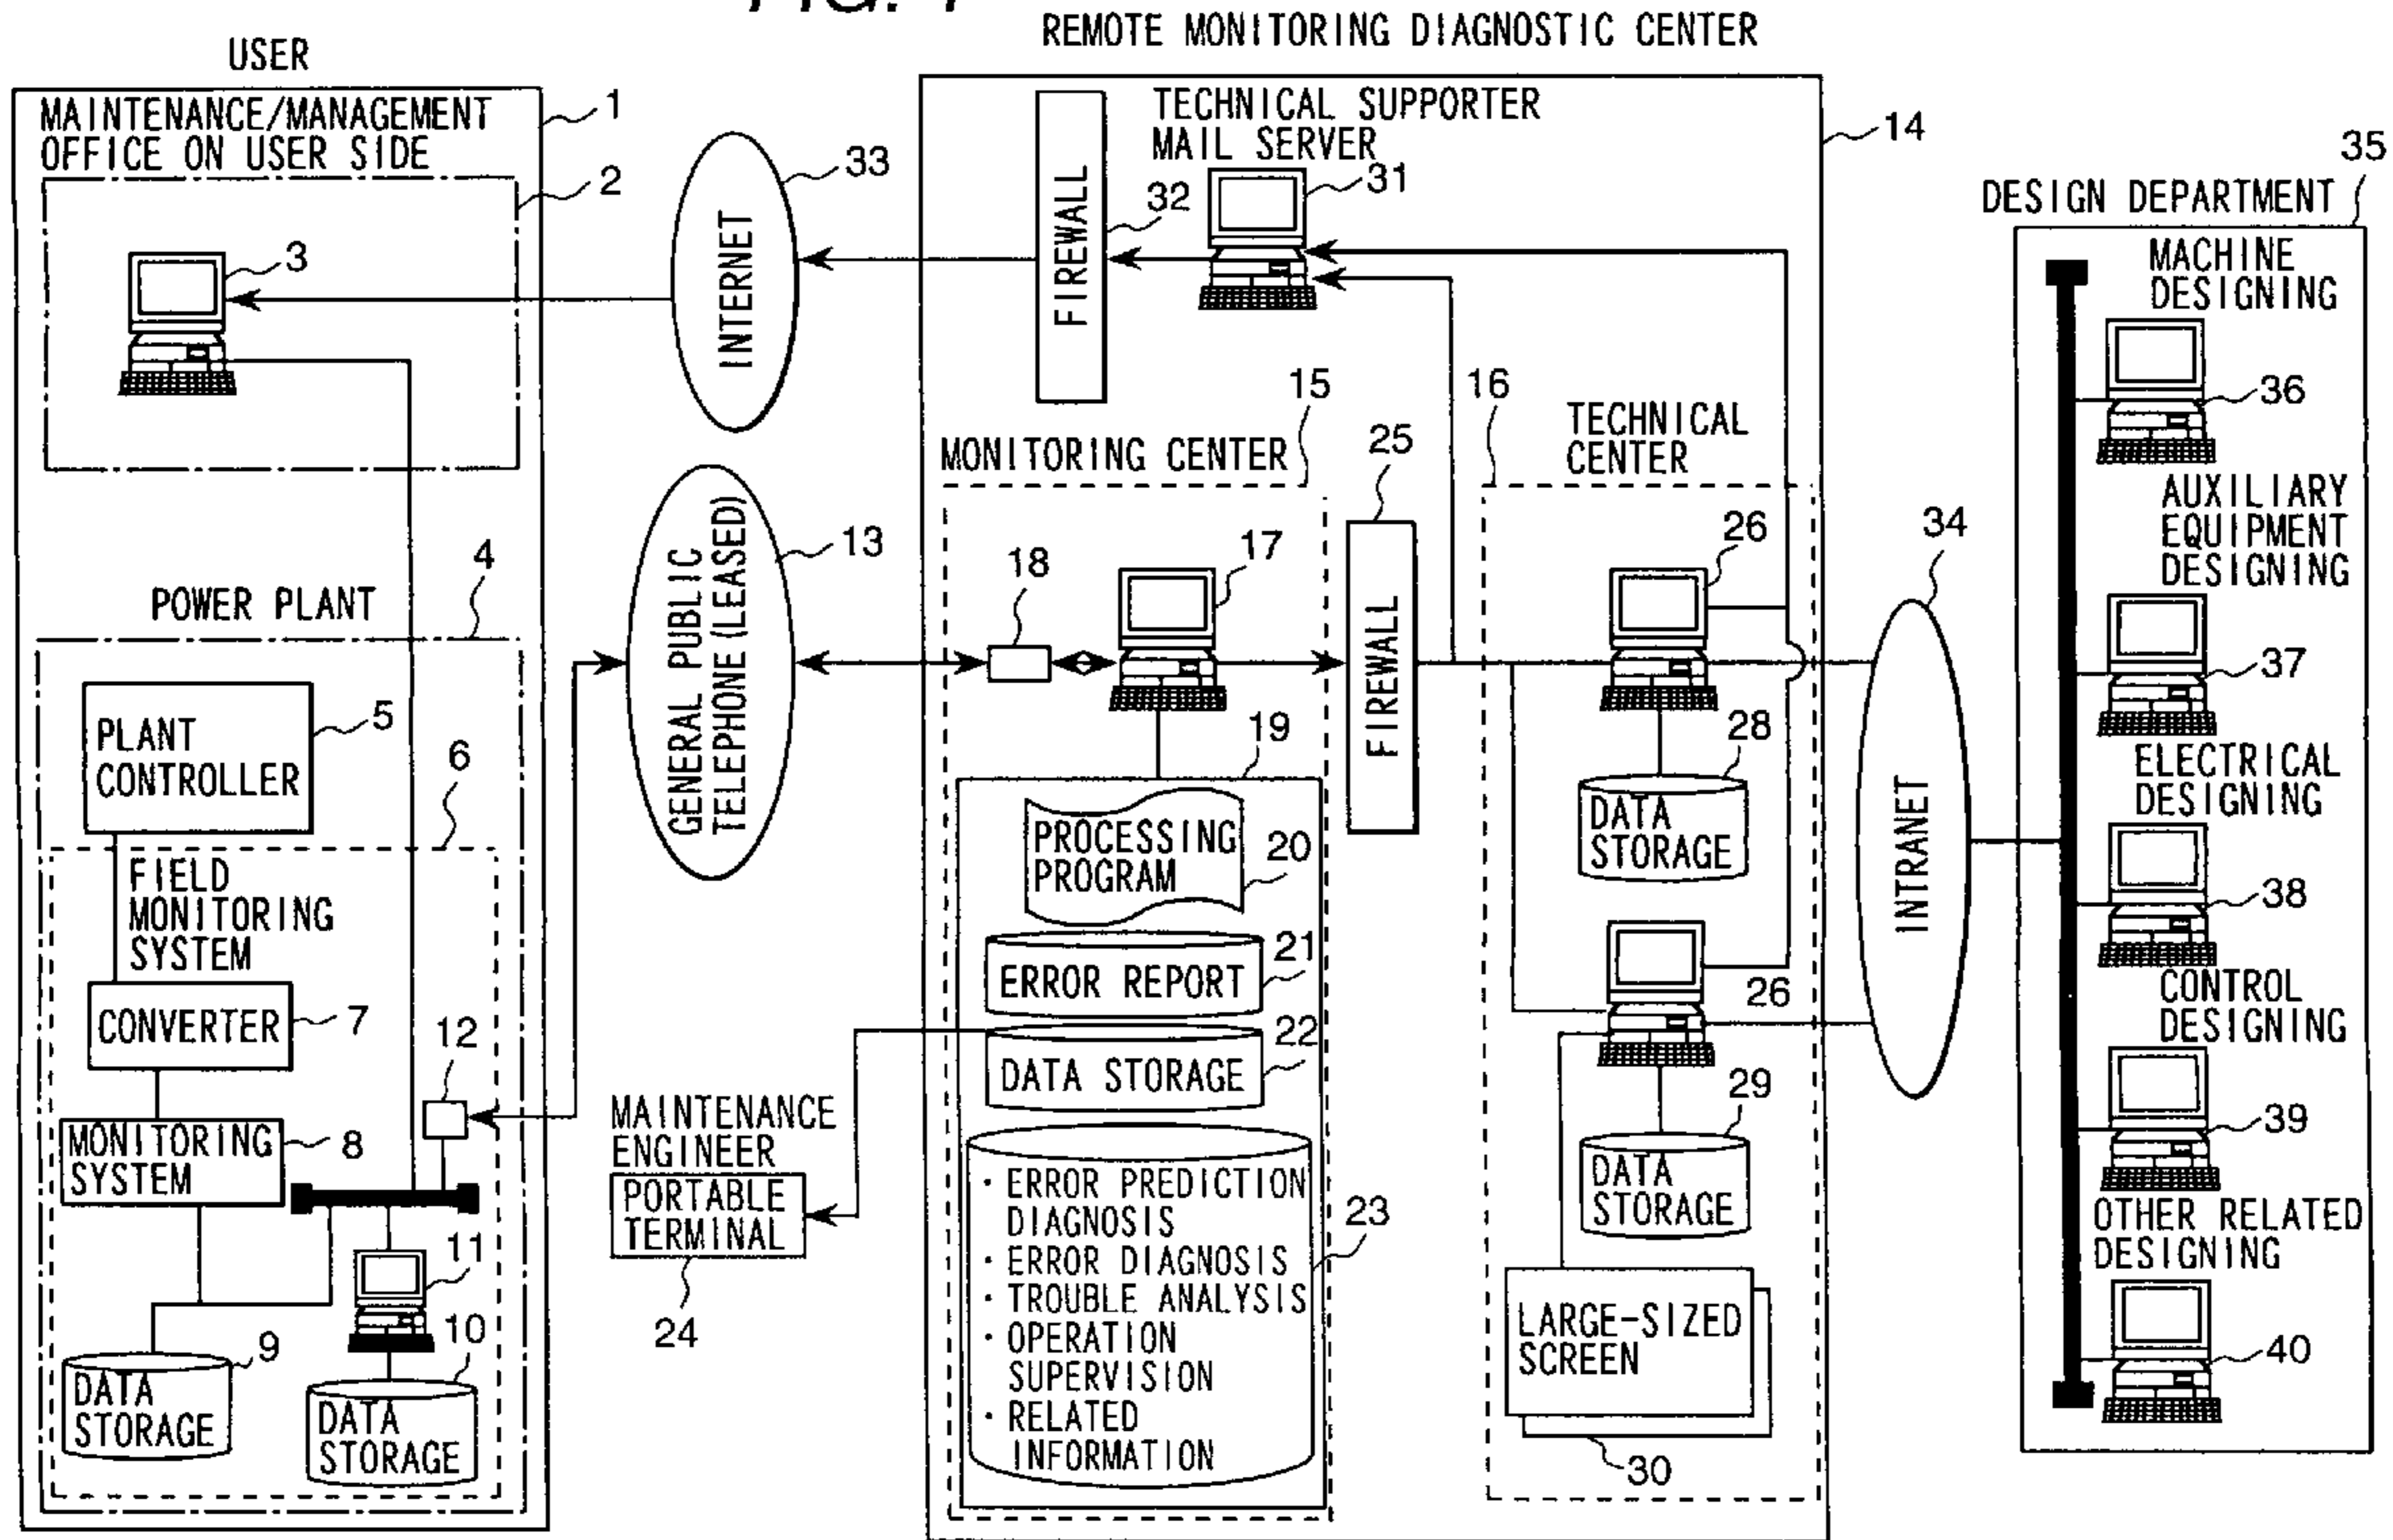 FIG. 1
USER
1
MAINTENANCE/MANAGEMENT
OFFICE ON USER SIDE
2
3
POWER PLANT
4
PLANT
CONTROLLER
5
6
FIELD
MONITORING
SYSTEM
CONVERTER
7
12
MONITORING
SYSTEM
8
11
9
DATA
STORAGE
10
DATA
STORAGE
INTERNET
33
GENERAL PUBLIC
TELEPHONE (LEASED)
13
MAINTENANCE
ENGINEER
PORTABLE
TERMINAL
24
REMOTE MONITORING DIAGNOSTIC CENTER
14
TECHNICAL SUPPORTER
MAIL SERVER
31
FIREWALL
32
15
MONITORING CENTER
18
17
19
PROCESSING
PROGRAM
20
21
ERROR REPORT
22
DATA STORAGE
· ERROR PREDICTION
DIAGNOSIS
· ERROR DIAGNOSIS
· TROUBLE ANALYSIS
· OPERATION
SUPERVISION
· RELATED
INFORMATION
23
25
FIREWALL
16
TECHNICAL
CENTER
26
28
DATA
STORAGE
26
29
DATA
STORAGE
LARGE-SIZED
SCREEN
30
34
INTRANET
35
DESIGN DEPARTMENT
MACHINE
DESIGNING
36
AUXILIARY
EQUIPMENT
DESIGNING
37
ELECTRICAL
DESIGNING
38
CONTROL
DESIGNING
39
OTHER RELATED
DESIGNING
40